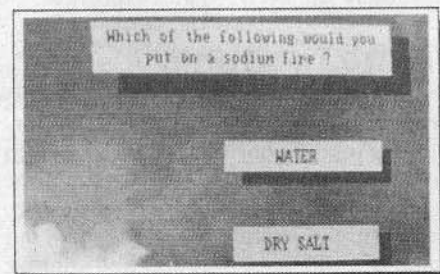 Which of the following would you
put on a sodium fire ?
WATER
DRY SALT